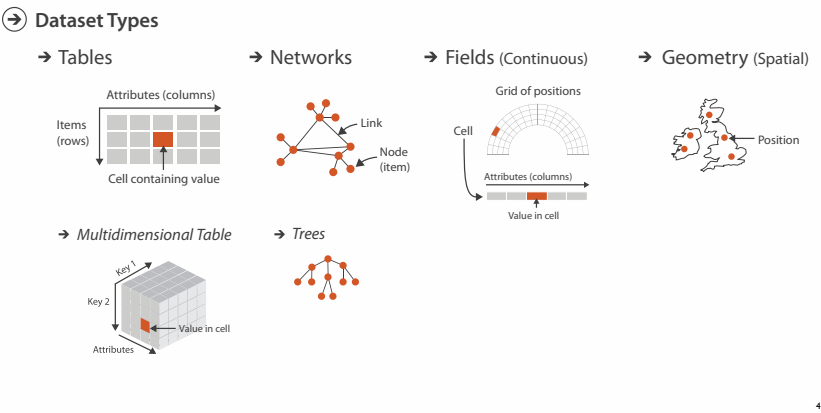 Dataset Types
Tables
Networks
Fields (Continuous)
Geometry (Spatial)
Attributes (columns)
Items
(rows)
Cell containing value
Link
Node
(item)
Grid of positions
Cell
Attributes (columns)
Value in cell
Position
Multidimensional Table
Trees
Key 1
Key 2
Value in cell
Attributes
4